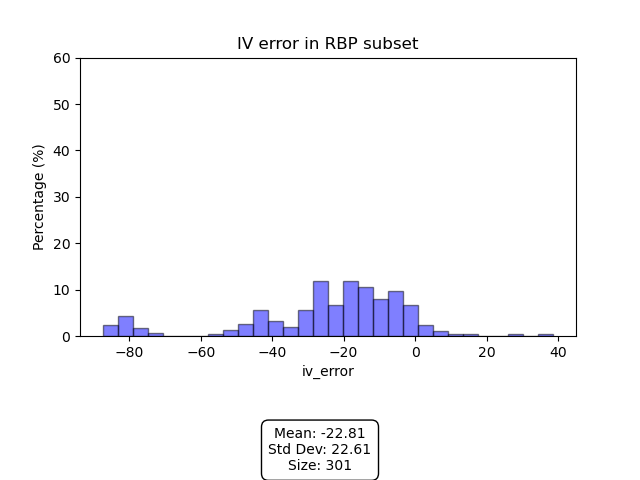 IV error in RBP subset
60
50
40
30
20
10
0
Percentage (%)
−80
−60
−40
−20
0
20
40
iv_error
Mean: -22.81
Std Dev: 22.61
Size: 301